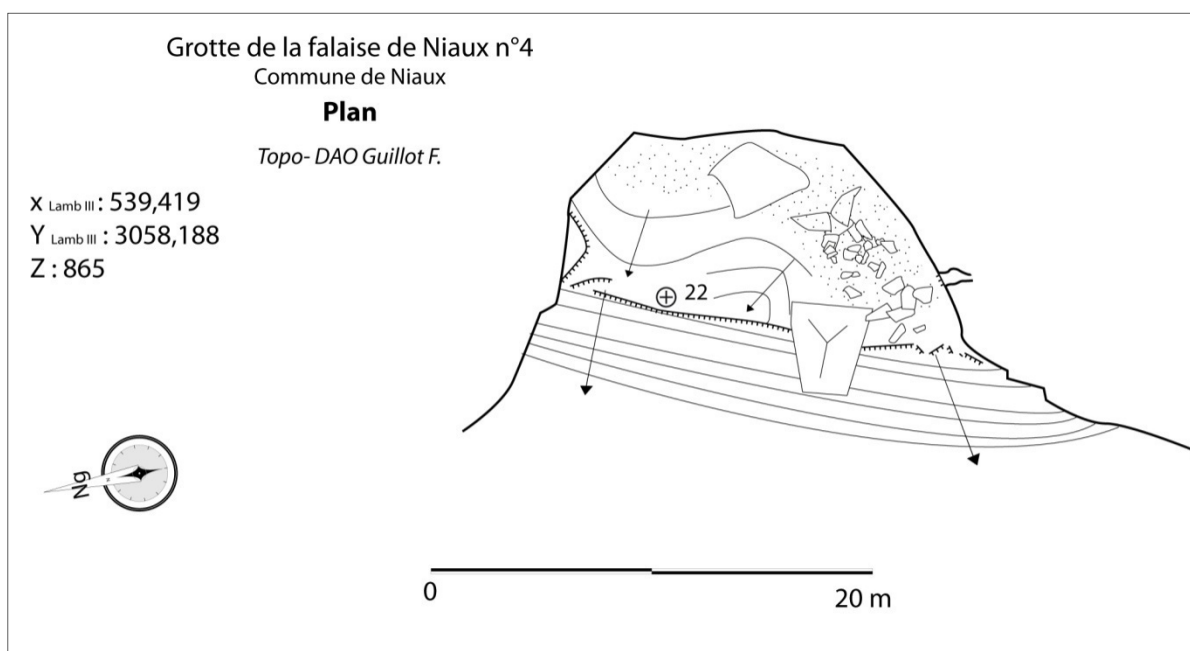 Grotte de la falaise de Niaux n°4
Commune de Niaux
Plan
Topo- DAO Guillot F.
x Lamb III : 539,419
Y Lamb III : 3058,188
Z : 865
22
Ng
0
20 m